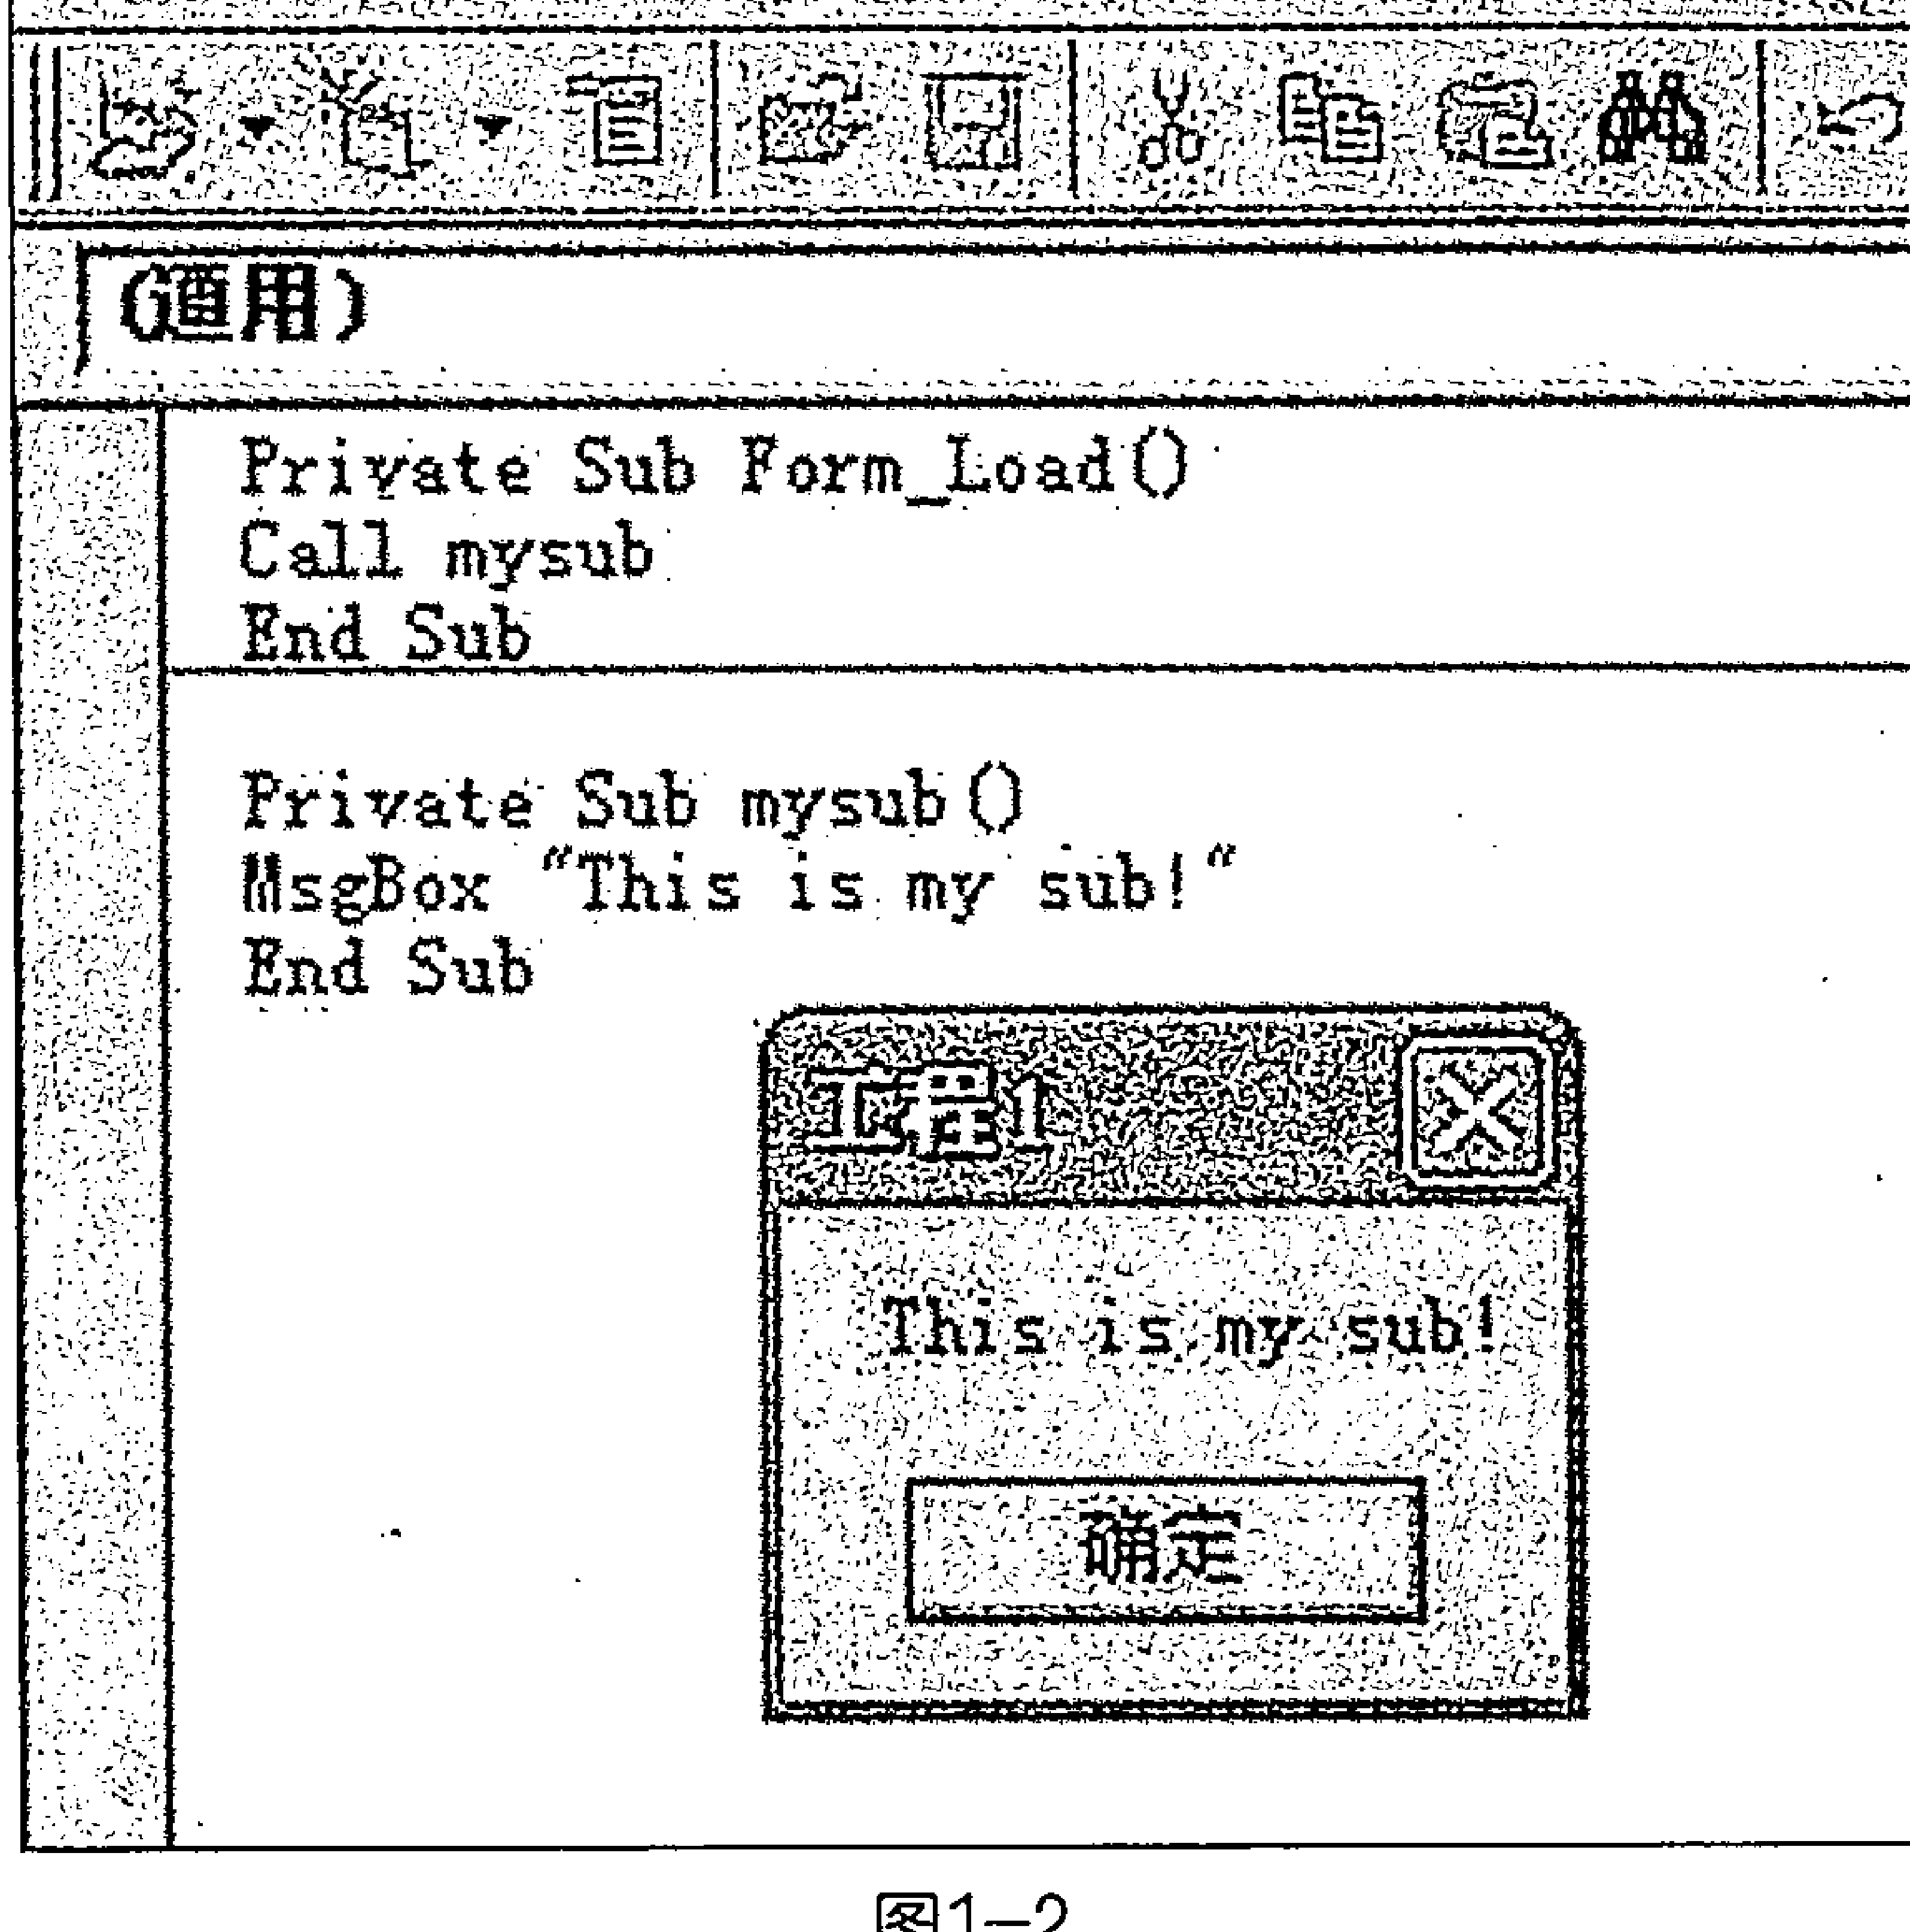 (通用)
Private Sub Form_Load()
Call mysub
End Sub
Private Sub mysub()
MsgBox "This is my sub!"
End Sub
工程1
This is my sub!
确定
图1-2